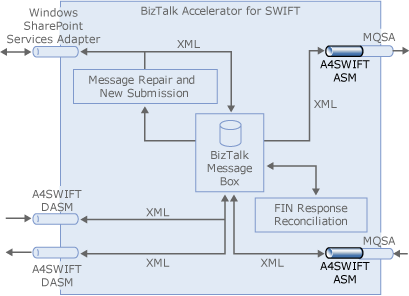 BizTalk Accelerator for SWIFT
Windows
SharePoint
Services Adapter
XML
MQSA
A4SWIFT
ASM
Message Repair and
New Submission
XML
BizTalk
Message
Box
A4SWIFT
DASM
XML
FIN Response
Reconciliation
MQSA
XML
XML
A4SWIFT
ASM
A4SWIFT
DASM